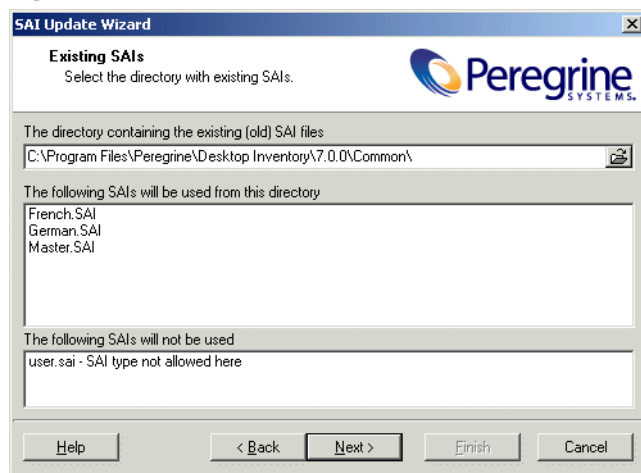 SAI Update Wizard
Existing SAIs
Select the directory with existing SAIs.
Peregrine
SYSTEMS.
The directory containing the existing (old) SAI files
C:\Program Files\Peregrine\Desktop Inventory\7.0.0\Common\
The following SAIs will be used from this directory
French.SAI
German.SAI
Master.SAI
The following SAIs will not be used
user.sai - SAI type not allowed here
Help
< Back
Next >
Finish
Cancel